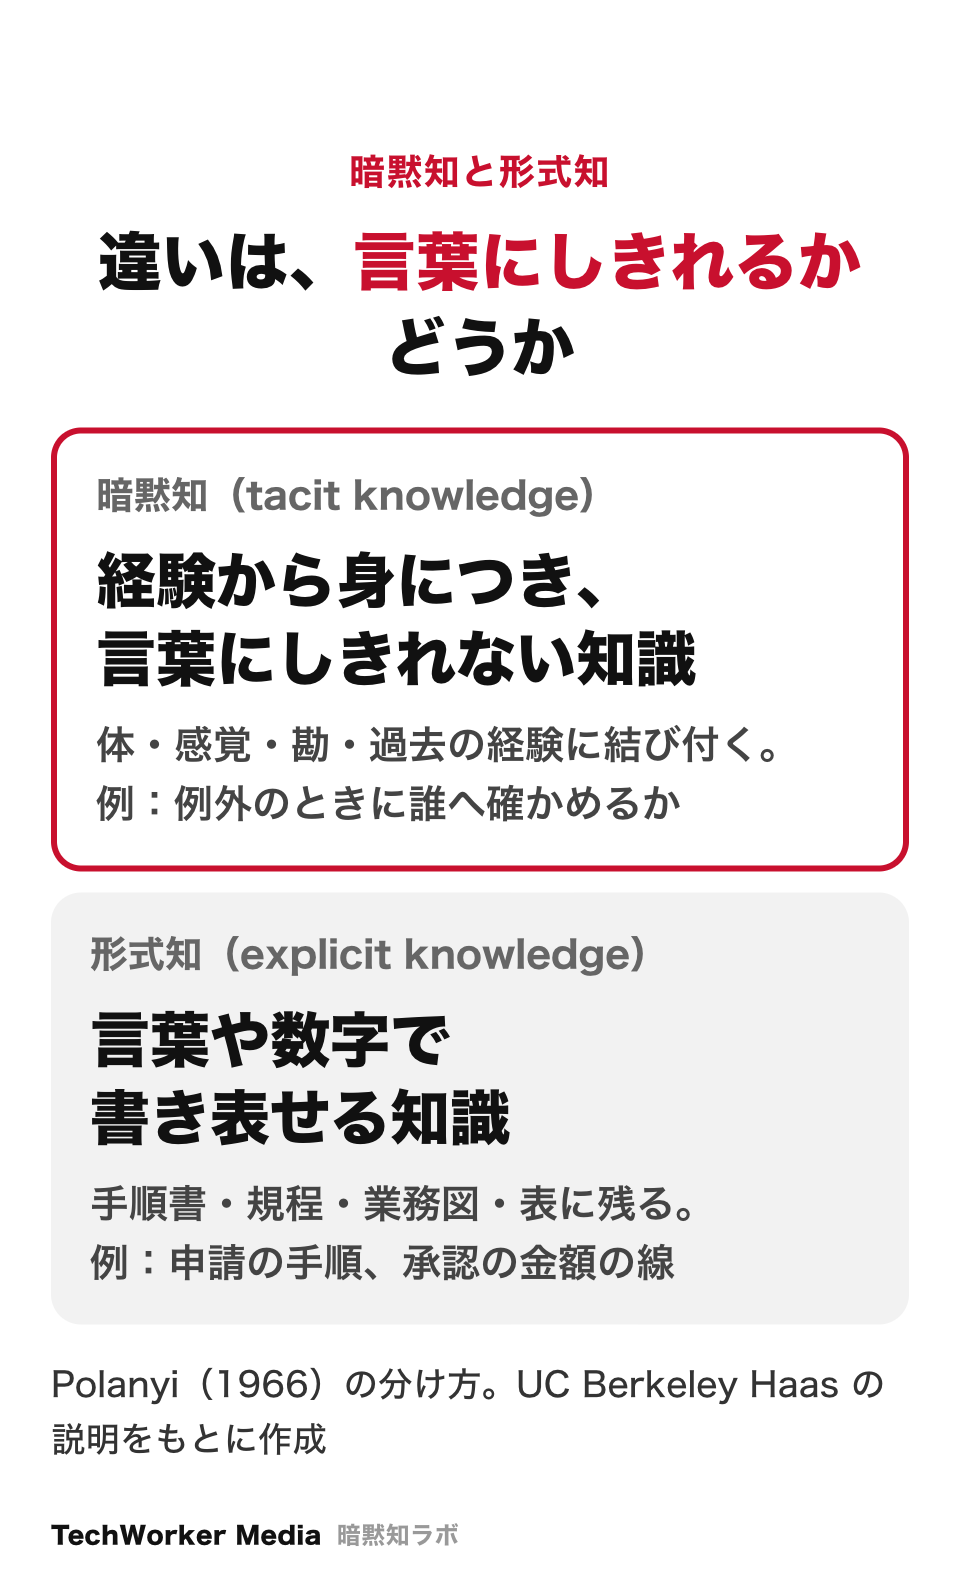 暗黙知と形式知
違いは、言葉にしきれるか
どうか
暗黙知（tacit knowledge）
経験から身につき、
言葉にしきれない知識
体・感覚・勘・過去の経験に結び付く。
例：例外のときに誰へ確かめるか
形式知（explicit knowledge）
言葉や数字で
書き表せる知識
手順書・規程・業務図・表に残る。
例：申請の手順、承認の金額の線
Polanyi（1966）の分け方。UC Berkeley Haas の
説明をもとに作成
TechWorker Media 暗黙知ラボ